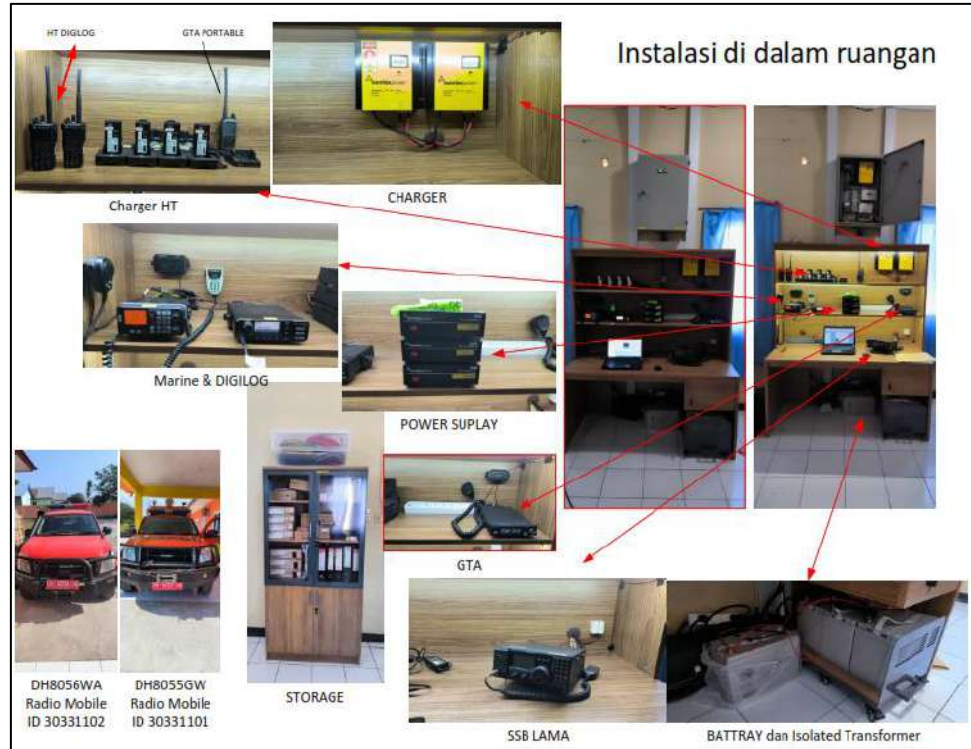 HT DIGILOG
GTA PORTABLE
Instalasi di dalam ruangan
Charger HT
CHARGER
Marine & DIGILOG
POWER SUPLAY
GTA
DH8056WA
Radio Mobile
ID 30331102
DH8055GW
Radio Mobile
ID 30331101
STORAGE
SSB LAMA
BATTRAY dan Isolated Transformer